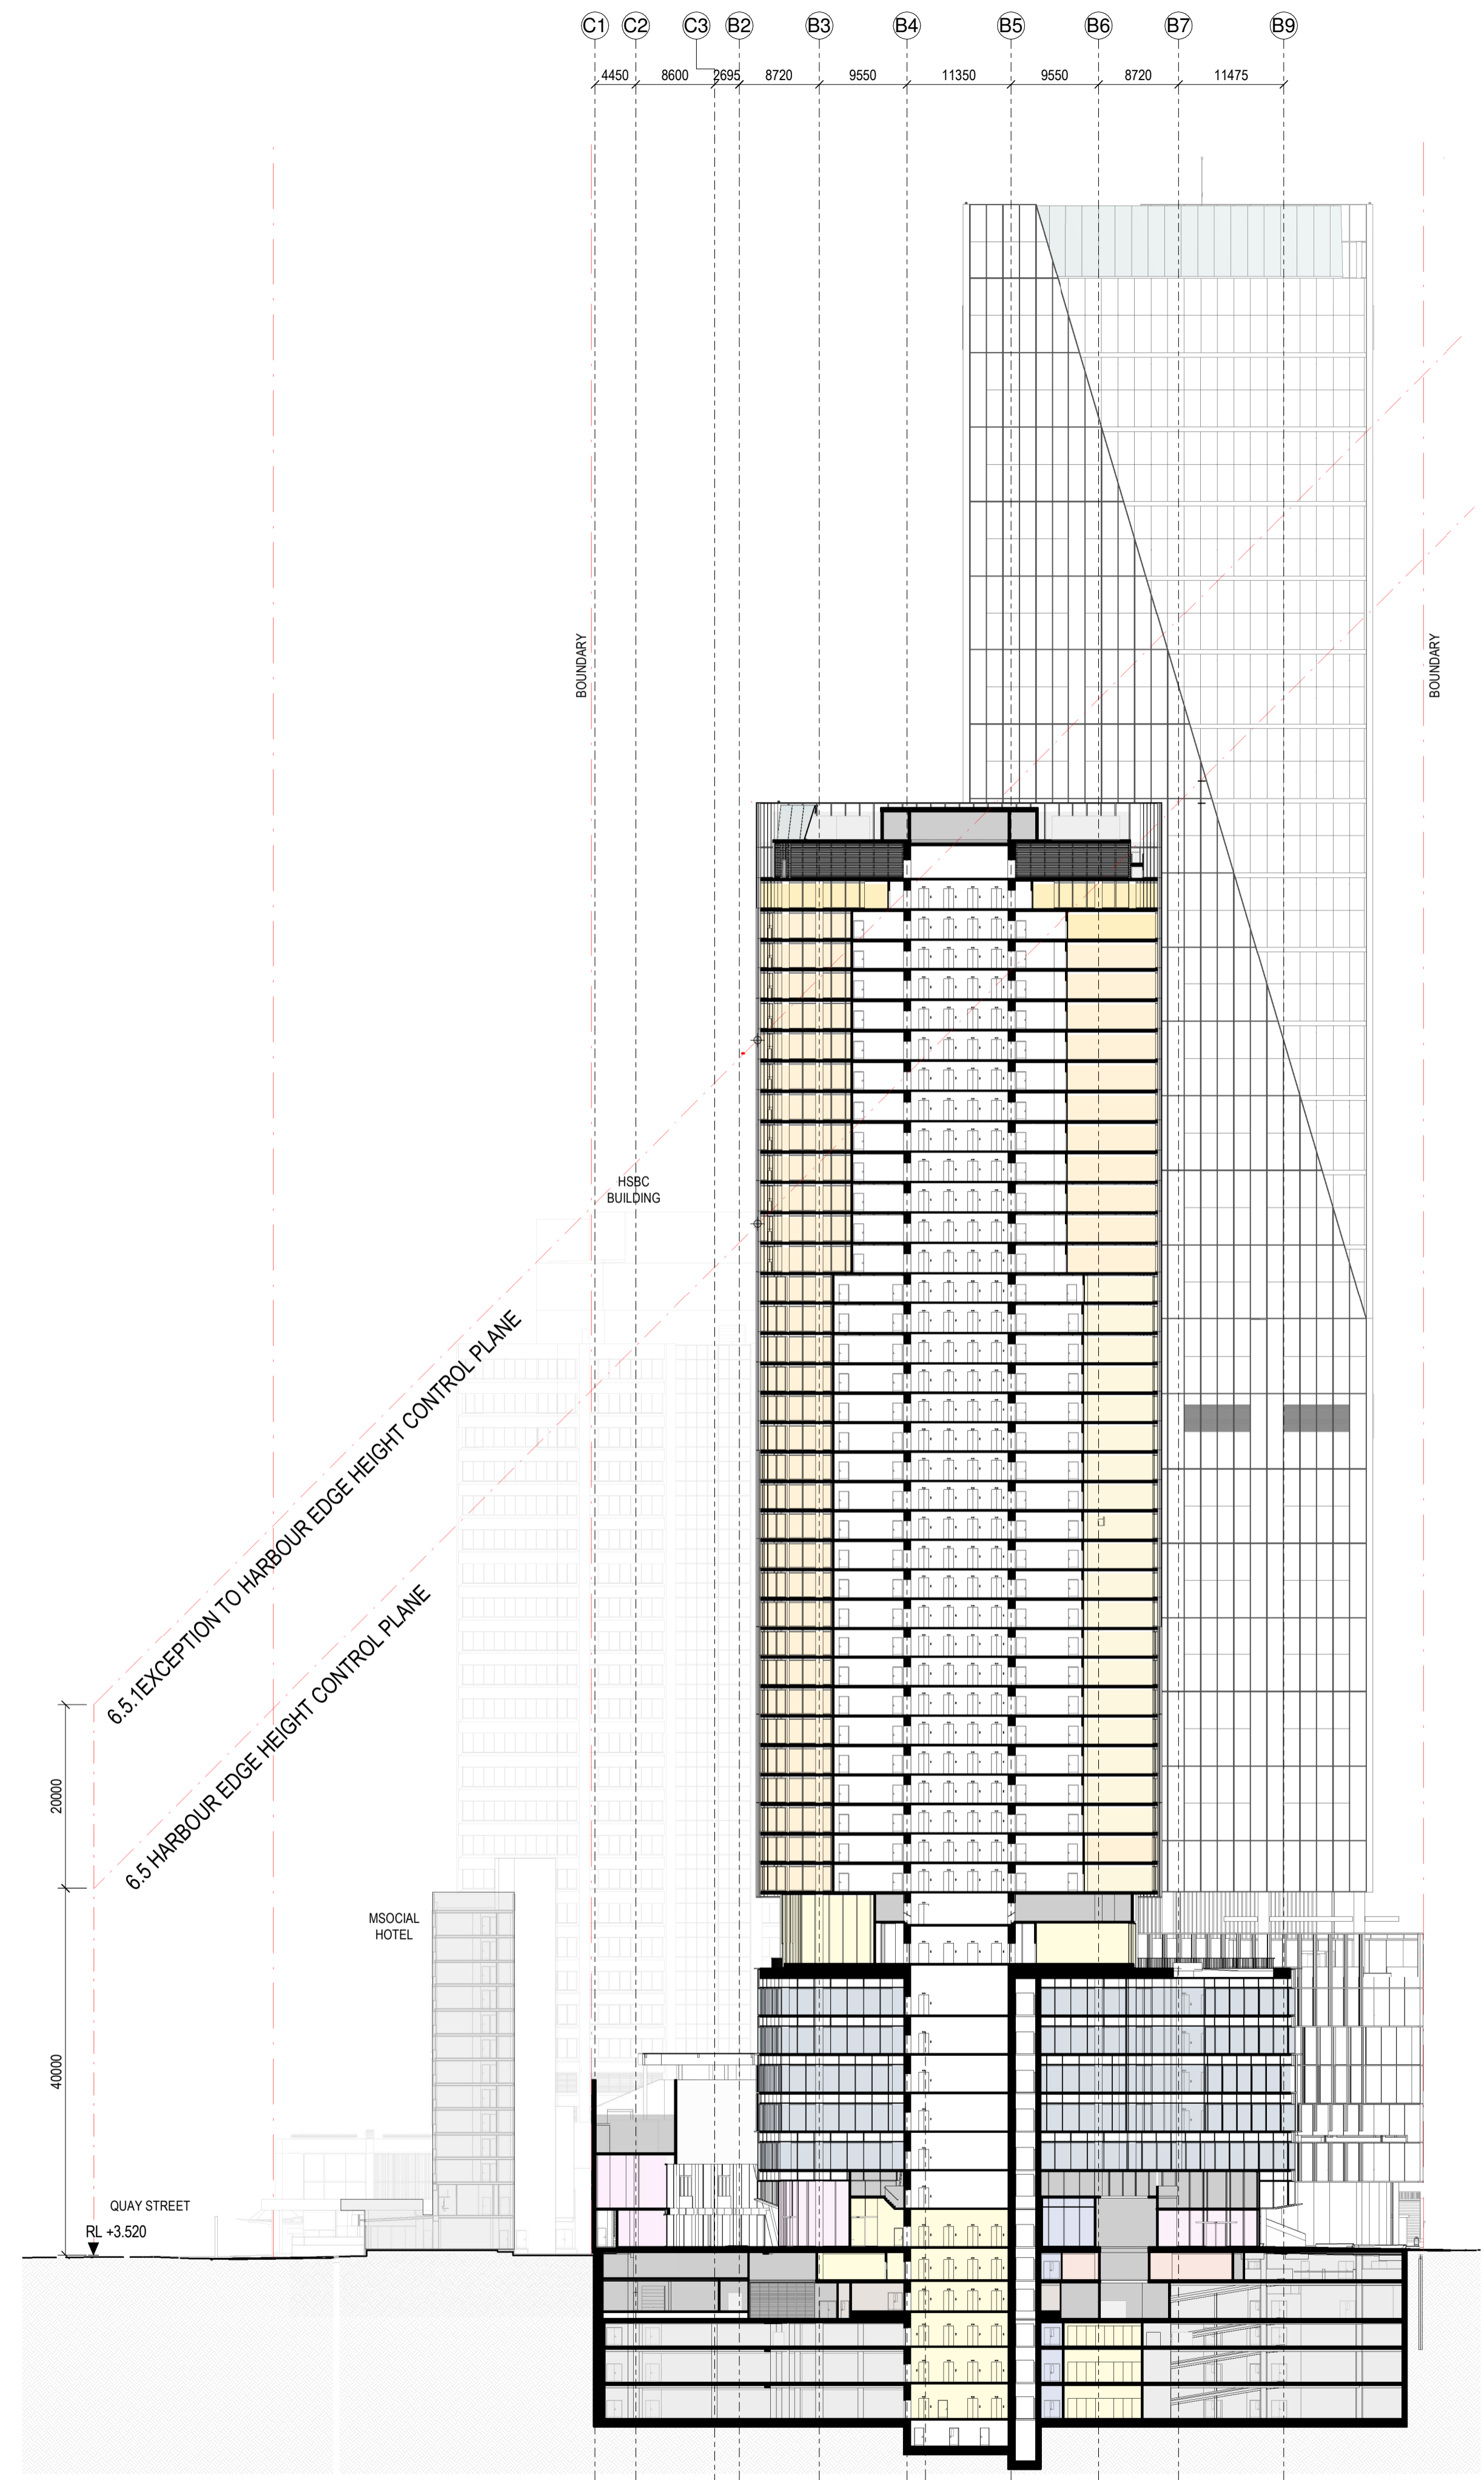 C1 C2 C3 B2 B3 B4 B5 B6 B7 B9
4450 8600 2695 8720 9550 11350 9550 8720 11475
BOUNDARY
BOUNDARY
HSBC
BUILDING
6.5.1EXCEPTION TO HARBOUR EDGE HEIGHT CONTROL PLANE
6.5 HARBOUR EDGE HEIGHT CONTROL PLANE
20000
MSOCIAL
HOTEL
40000
QUAY STREET
RL +3.520